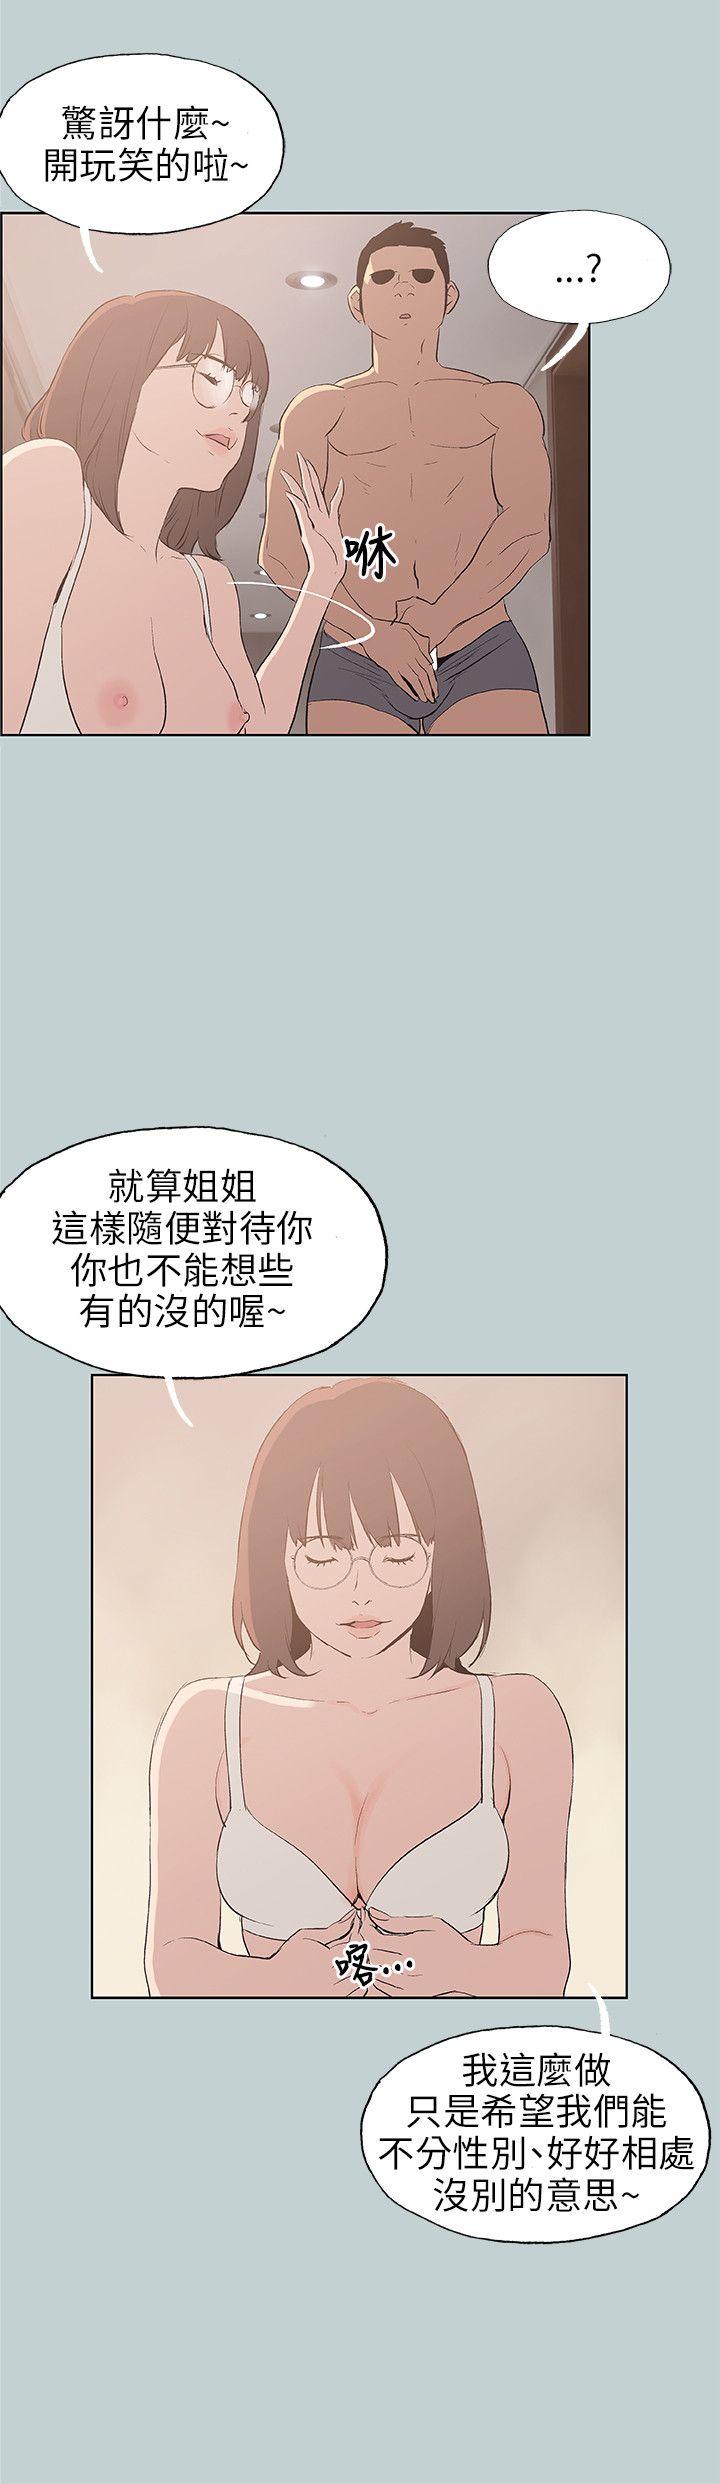 驚訝什麼~
開玩笑的啦~
...?
咻
就算姐姐
這樣隨便對待你
你也不能想些
有的沒的喔~
喀...
我這麼做
只是希望我們能
不分性別、好好相處
沒別的意思~